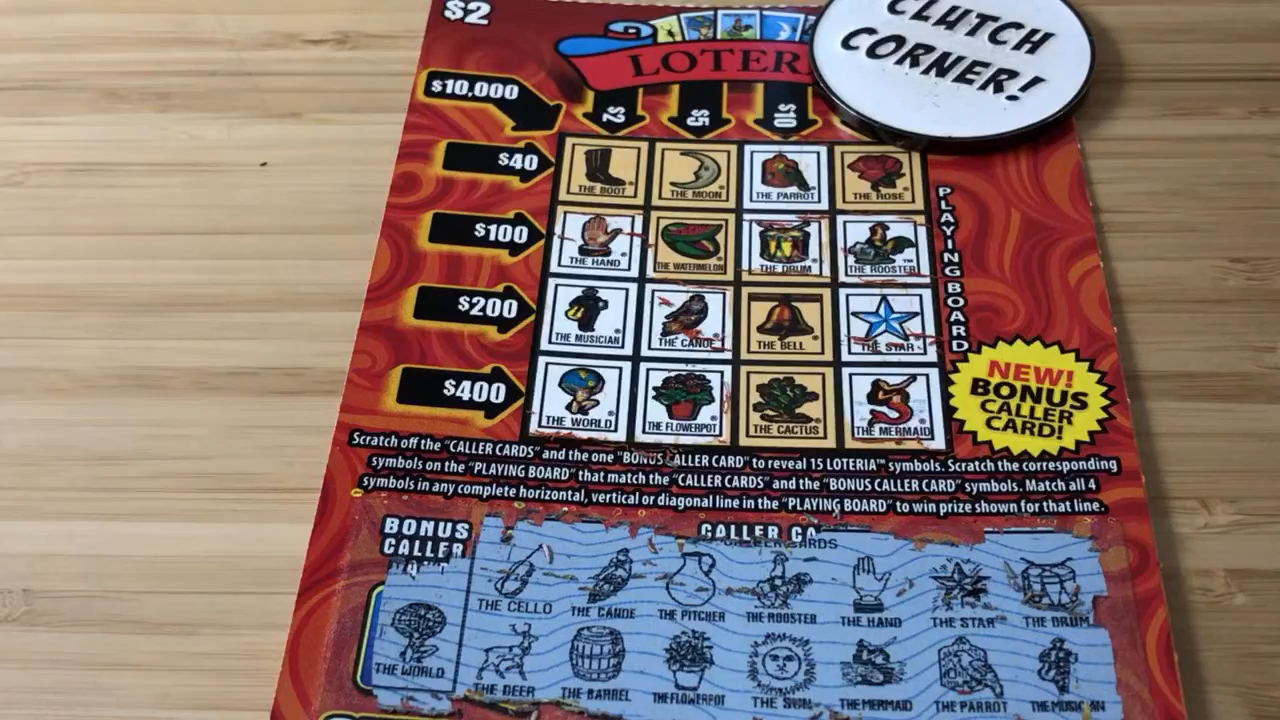 $2
CLUTCH
CORNER!
LOTER
$10,000
$2
$5
$10
$40
THE BOOT
THE MOON
THE PARROT
THE ROSE
$100
THE HAND
THE WATERMELON
THE DRUM
THE ROOSTER
$200
THE MUSICIAN
THE CANOE
THE BELL
THE STAR
$400
THE WORLD
THE FLOWERPOT
THE CACTUS
THE MERMAID
PLAYING BOARD
NEW!
BONUS
CALLER
CARD!
Scratch off the "CALLER CARDS" and the one "BONUS CALLER CARD" to reveal 15 LOTERIA™ symbols. Scratch the corresponding
symbols on the "PLAYING BOARD" that match the "CALLER CARDS" and the "BONUS CALLER CARD" symbols. Match all 4
symbols in any complete horizontal, vertical or diagonal line in the "PLAYING BOARD" to win prize shown for that line.
BONUS
CALLER
CALLER CA
CARDS
THE CELLO
THE CANOE
THE PITCHER
THE ROOSTER
THE HAND
THE STAR
THE DRUM
THE WORLD
THE DEER
THE BARREL
THE FLOWERPOT
THE SUN
THE MERMAID
THE PARROT
THE MUSICIAN